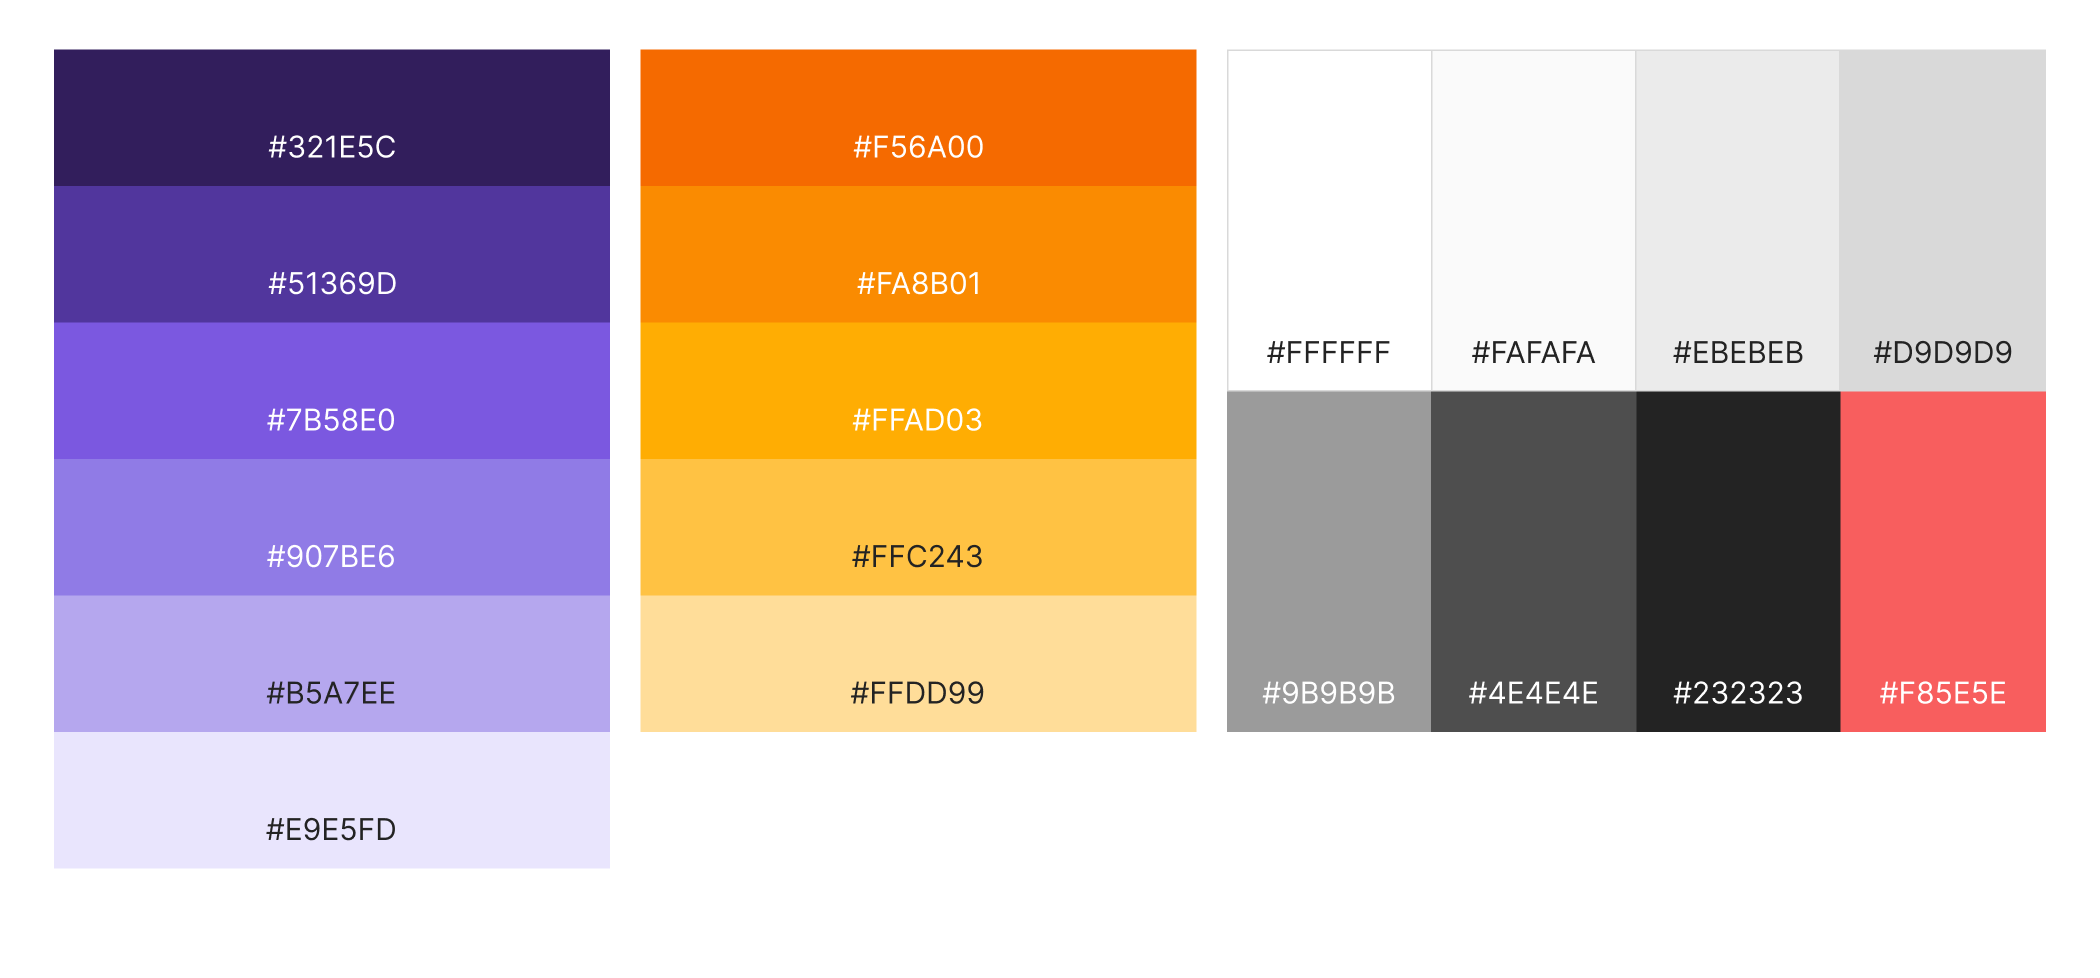 #321E5C
#51369D
#7B58E0
#907BE6
#B5A7EE
#E9E5FD
#F56A00
#FA8B01
#FFAD03
#FFC243
#FFDD99
#FFFFFF
#FAFAFA
#EBEBEB
#D9D9D9
#9B9B9B
#4E4E4E
#232323
#F85E5E